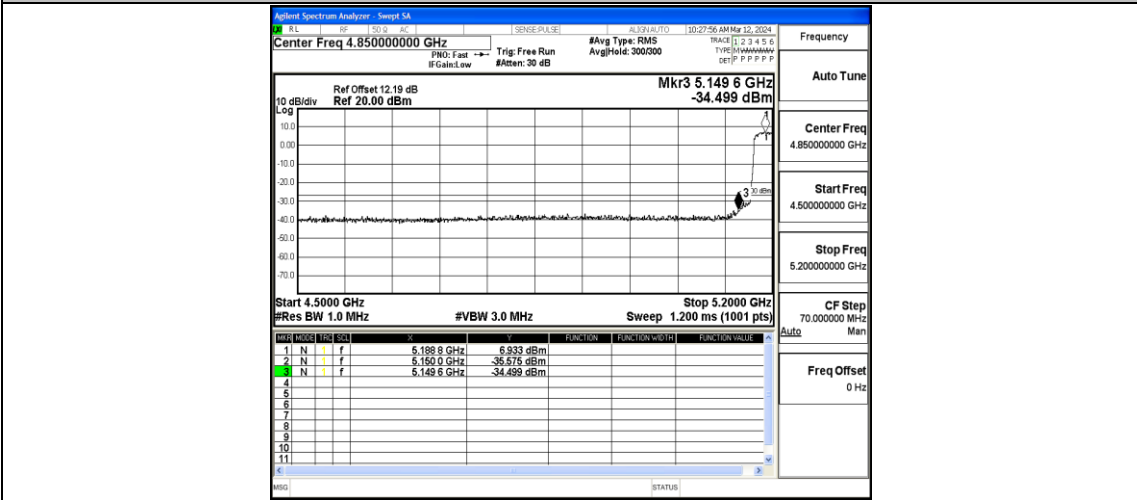 Agilent Spectrum Analyzer - Swept SA
RL RF 50 Ω AC SENSE:PULSE ALIGNAUTO 10:27:56 AM Mar 12, 2024
Center Freq 4.850000000 GHz
PNO: Fast
IFGain:Low
Trig: Free Run
#Atten: 30 dB
#Avg Type: RMS
Avg|Hold: 300/300
TRACE 1 2 3 4 5 6
TYPE M
DET P P P P P P
Frequency
Auto Tune
Center Freq
4.850000000 GHz
Start Freq
4.500000000 GHz
Stop Freq
5.200000000 GHz
CF Step
70.000000 MHz
Auto Man
Freq Offset
0 Hz
Mkr3 5.149 6 GHz
-34.499 dBm
Ref Offset 12.19 dB
10 dB/div Ref 20.00 dBm
Log
10.0
0.00
-10.0
-20.0
-30.0
-40.0
-50.0
-60.0
-70.0
1
3
dBm
Start 4.5000 GHz Stop 5.2000 GHz
#Res BW 1.0 MHz #VBW 3.0 MHz Sweep 1.200 ms (1001 pts)
MKR MODE TRC SCL X Y FUNCTION FUNCTION WIDTH FUNCTION VALUE
1 N 1 f 5.188 8 GHz 6.933 dBm
2 N 1 f 5.150 0 GHz -35.575 dBm
3 N 1 f 5.149 6 GHz -34.499 dBm
4
5
6
7
8
9
10
11
MSG STATUS